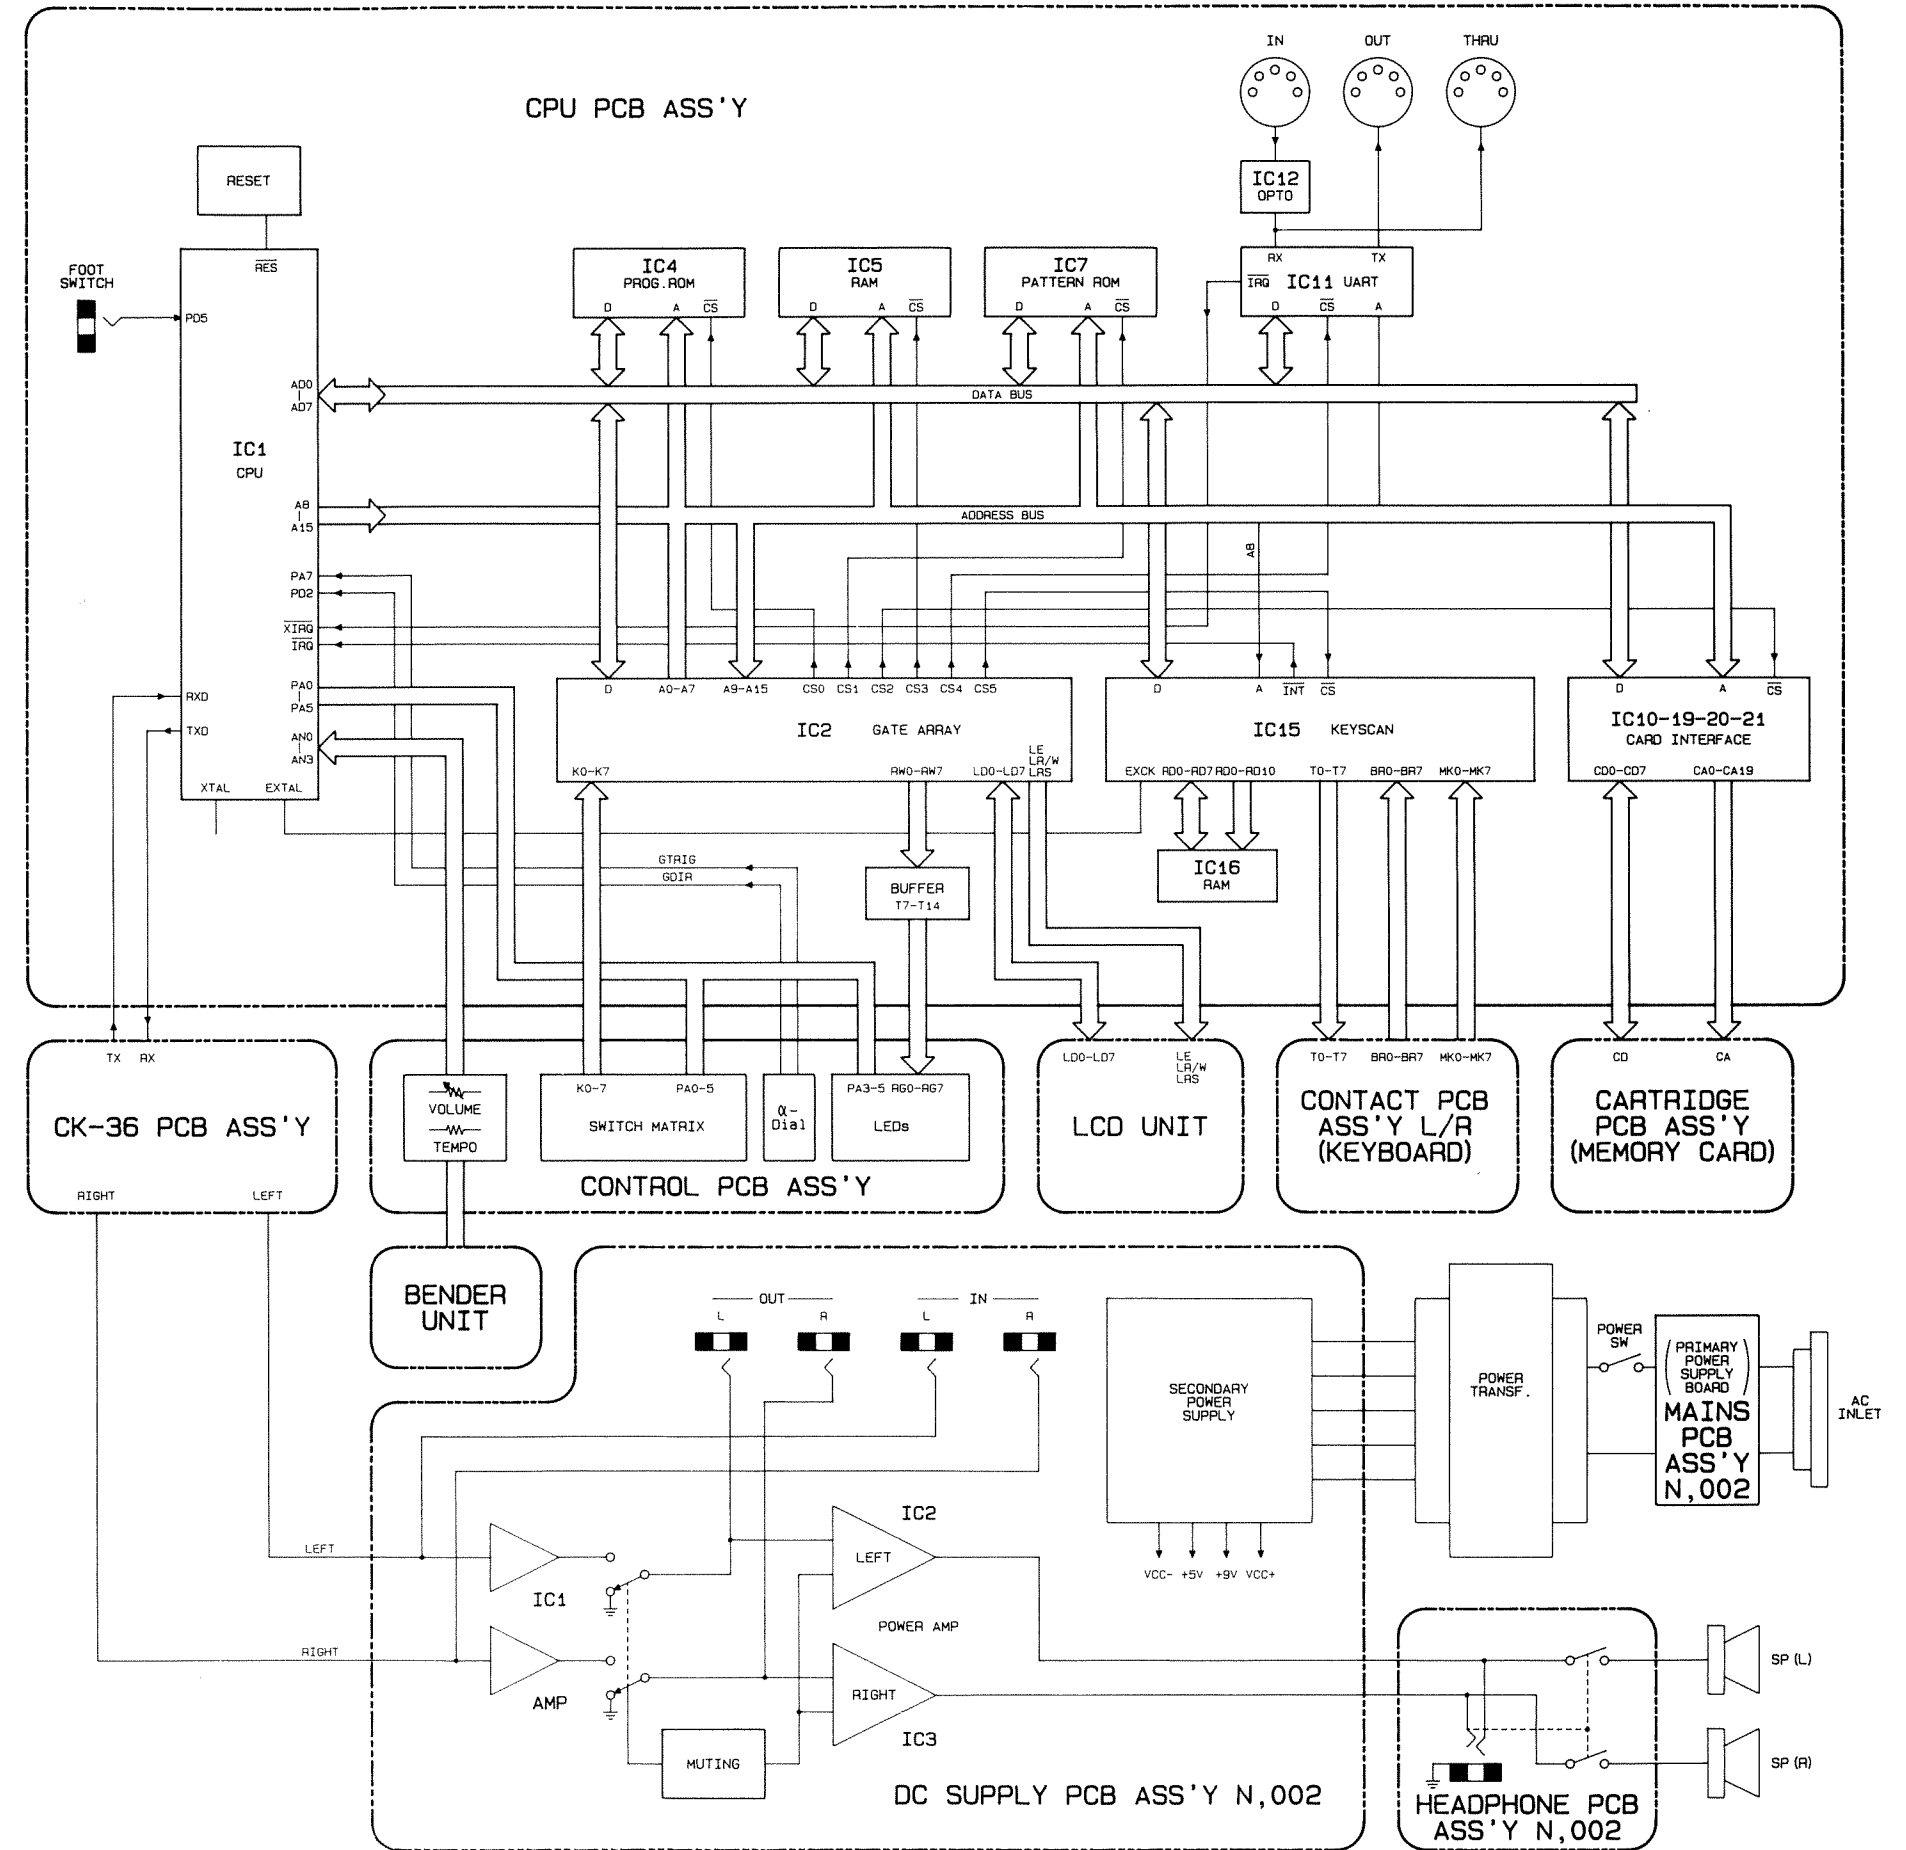 IN OUT THRU
CPU PCB ASS'Y
RESET
IC12
OPTO
FOOT
SWITCH
RES
PD5
AD0
|
AD7
IC1
CPU
A8
|
A15
PA7
PD2
XIRQ
IRQ
RXD
PA0
|
PA5
TXD
AN0
|
AN3
XTAL EXTAL
IC4
PROG.ROM
D A CS
IC5
RAM
D A CS
IC7
PATTERN ROM
D A CS
RX TX
IRQ IC11 UART
D CS A
DATA BUS
ADDRESS BUS
A8
D A0-A7 A9-A15 CS0 CS1 CS2 CS3 CS4 CS5
IC2 GATE ARRAY
LE
LR/W
K0-K7 RW0-RW7 LD0-LD7 LRS
D A INT CS
IC15 KEYSCAN
EXCK RD0-RD7 RD0-RD10 T0-T7 BR0-BR7 MK0-MK7
D A CS
IC10-19-20-21
CARD INTERFACE
CD0-CD7 CA0-CA19
GTRIG
GDIR
BUFFER
T7-T14
IC16
RAM
TX RX
CK-36 PCB ASS'Y
RIGHT LEFT
VOLUME
TEMPO
K0-7 PA0-5
SWITCH MATRIX
α-
Dial
PA3-5 RG0-RG7
LEDs
CONTROL PCB ASS'Y
LD0-LD7 LE
LR/W
LRS
LCD UNIT
T0-T7 BR0-BR7 MK0-MK7
CONTACT PCB
ASS'Y L/R
(KEYBOARD)
CD CA
CARTRIDGE
PCB ASS'Y
(MEMORY CARD)
BENDER
UNIT
OUT IN
L R L R
SECONDARY
POWER
SUPPLY
VCC- +5V +9V VCC+
POWER
TRANSF.
POWER
SW
(PRIMARY
POWER
SUPPLY
BOARD)
MAINS
PCB
ASS'Y
N,002
AC
INLET
LEFT
IC1
RIGHT
AMP
IC2
LEFT
POWER AMP
RIGHT
IC3
MUTING
DC SUPPLY PCB ASS'Y N,002
SP(L)
SP(R)
HEADPHONE PCB
ASS'Y N,002